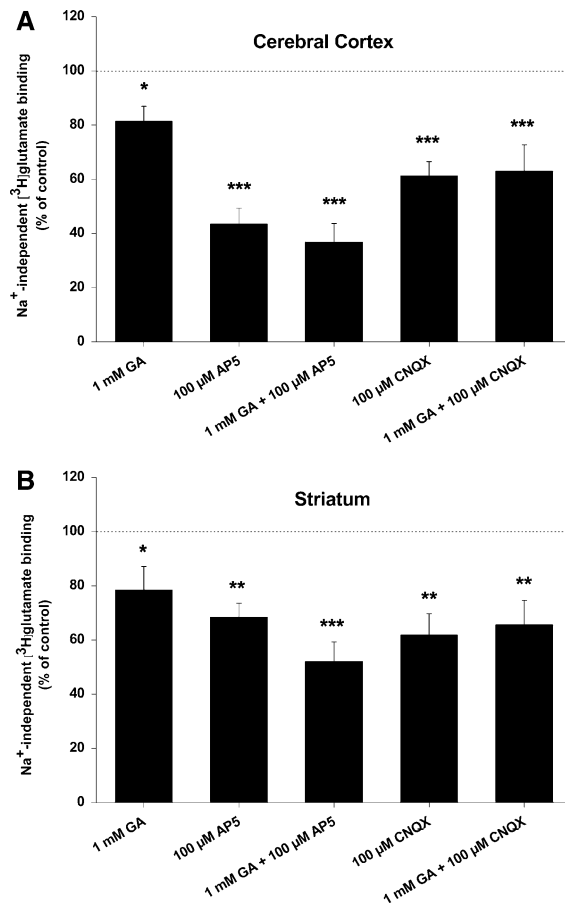 A
Cerebral Cortex
Na+-independent [3H]glutamate binding
(% of control)
120
100
80
60
40
20
0
*
***
***
***
***
1 mM GA
100 µM AP5
1 mM GA + 100 µM AP5
100 µM CNQX
1 mM GA + 100 µM CNQX
B
Striatum
Na+-independent [3H]glutamate binding
(% of control)
120
100
80
60
40
20
0
*
**
***
**
**
1 mM GA
100 µM AP5
1 mM GA + 100 µM AP5
100 µM CNQX
1 mM GA + 100 µM CNQX